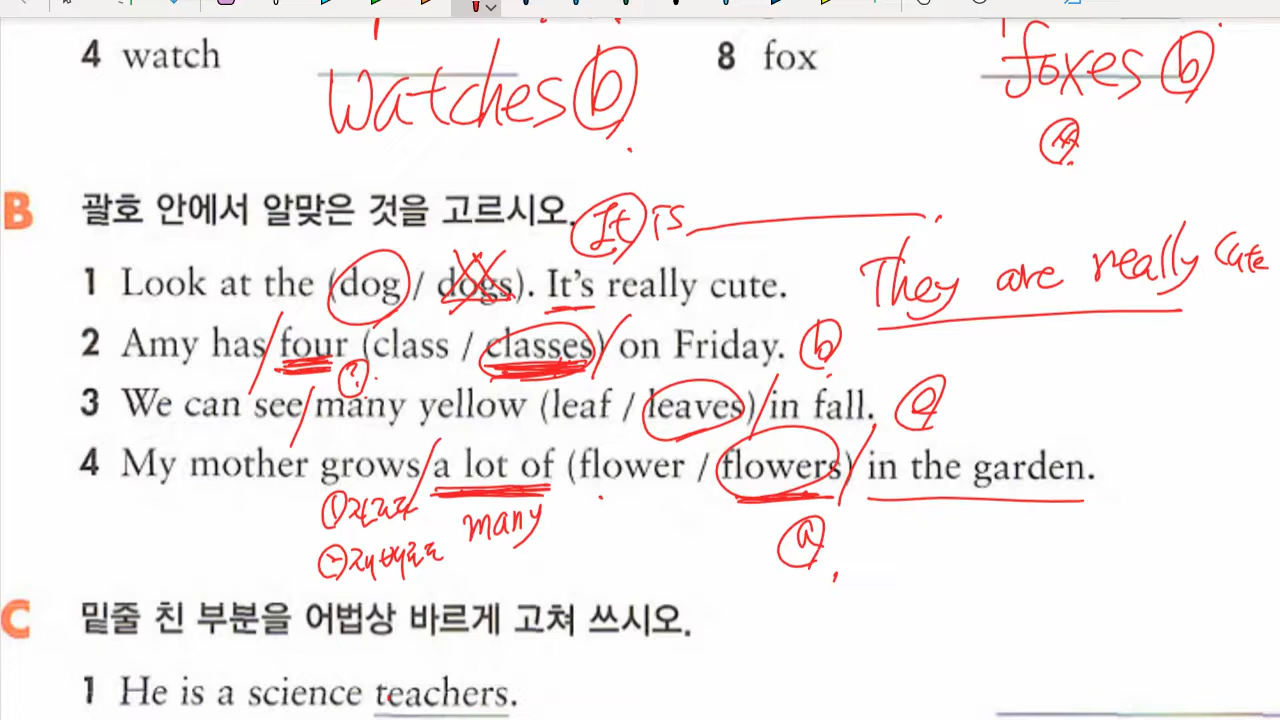 4 watch watches ⓑ 8 fox foxes ⓑ
B 괄호 안에서 알맞은 것을 고르시오. It is
1 Look at the (dog / dogs). It's really cute. They are really cute
2 Amy has / four (class / classes) / on Friday. ⓑ
3 We can see / many yellow (leaf / leaves) / in fall.
4 My mother grows / a lot of (flower / flowers) / in the garden.
① many ⓐ
②
C 밑줄 친 부분을 어법상 바르게 고쳐 쓰시오.
1 He is a science teachers.